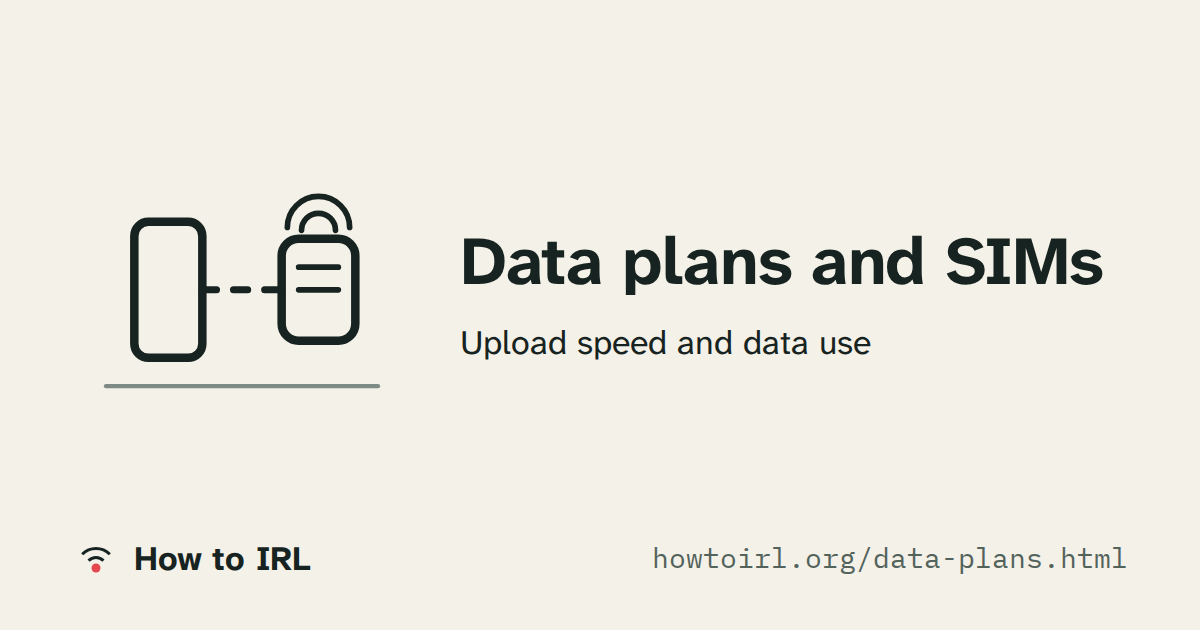 Data plans and SIMs
Upload speed and data use
How to IRL
howtoirl.org/data-plans.html